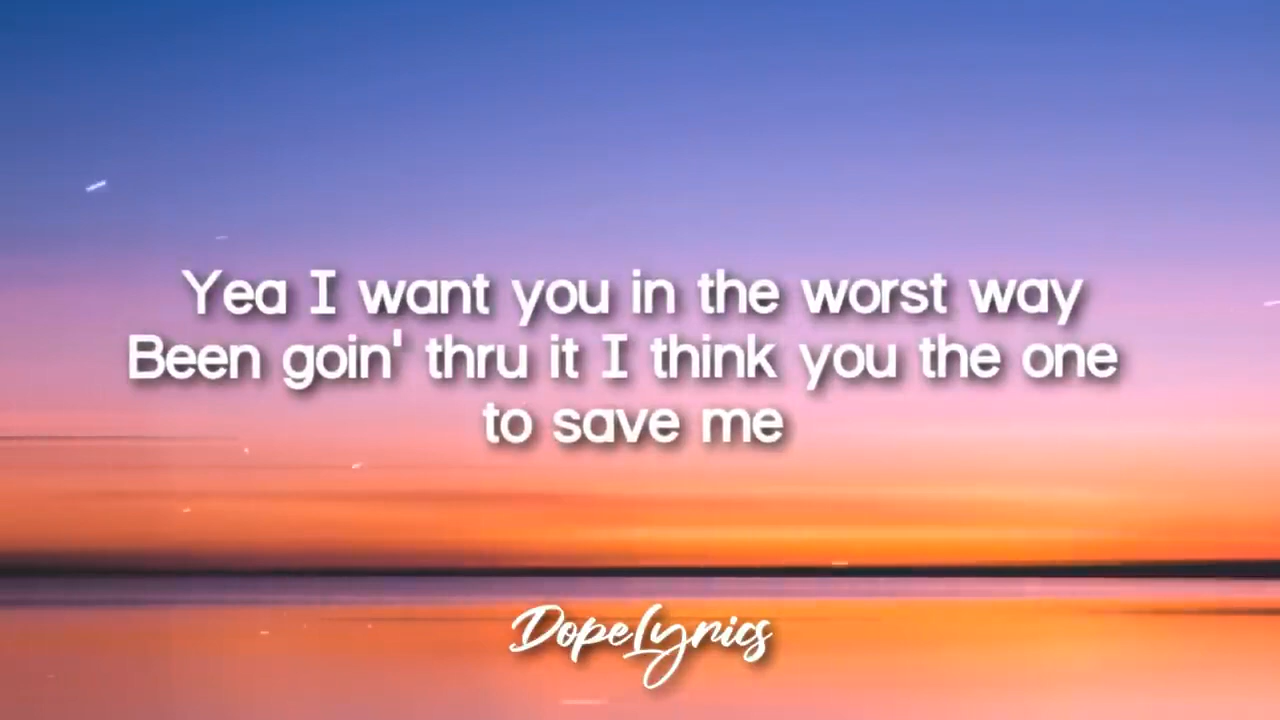 Yea I want you in the worst way
Been goin' thru it I think you the one
to save me
DopeLyrics